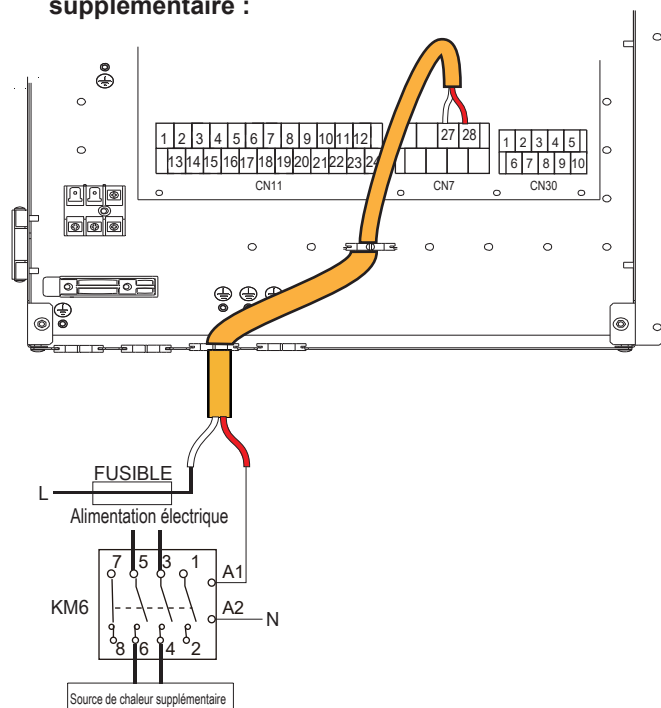 supplémentaire :
27 28
1 2 3 4 5 6 7 8 9 10 11 12
1 2 3 4 5
13 14 15 16 17 18 19 20 21 22 23 24
6 7 8 9 10
CN11
CN7
CN30
FUSIBLE
L
Alimentation électrique
7 5 3 1
A1
KM6
A2
N
8 6 4 2
Source de chaleur supplémentaire